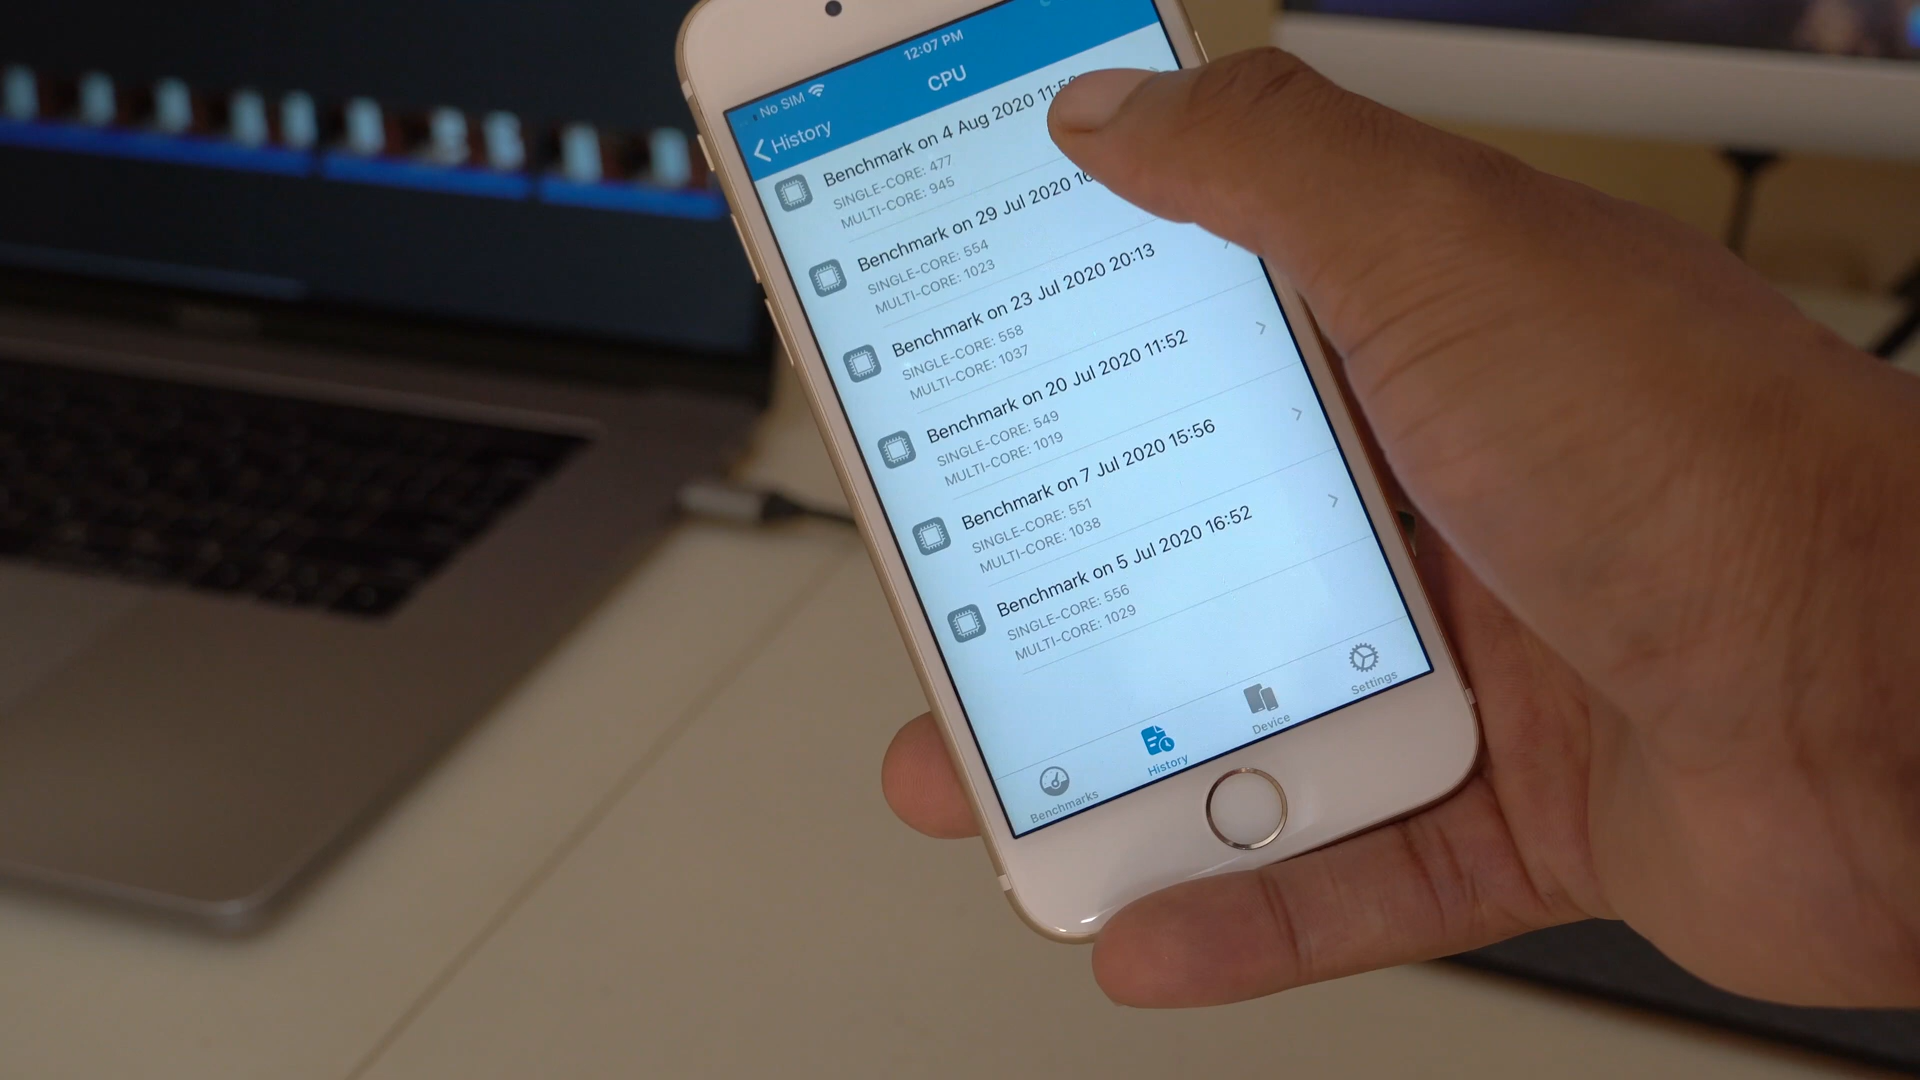 No SIM 12:07 PM
History CPU
Benchmark on 4 Aug 2020
SINGLE-CORE: 477
MULTI-CORE: 945
Benchmark on 29 Jul 2020
SINGLE-CORE: 554
MULTI-CORE: 1023
Benchmark on 23 Jul 2020 20:13
SINGLE-CORE: 558
MULTI-CORE: 1037
Benchmark on 20 Jul 2020 11:52
SINGLE-CORE: 549
MULTI-CORE: 1019
Benchmark on 7 Jul 2020 15:56
SINGLE-CORE: 551
MULTI-CORE: 1038
Benchmark on 5 Jul 2020 16:52
SINGLE-CORE: 556
MULTI-CORE: 1029
Benchmarks History Device Settings